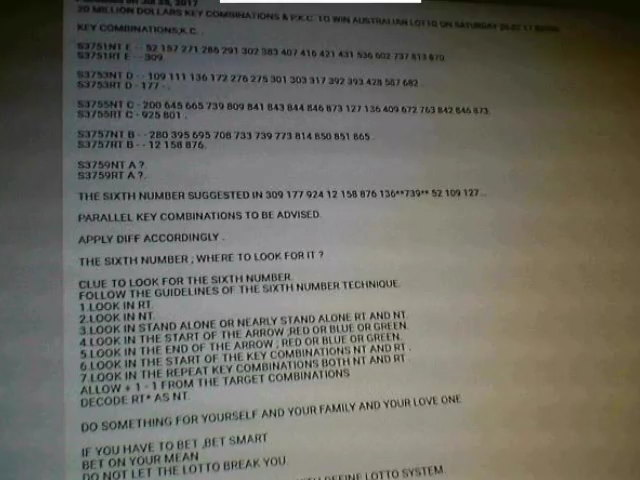 20 MILLION DOLLARS KEY COMBINATIONS & P.K.C. TO WIN AUSTRALIAN LOTTO ON SATURDAY
KEY COMBINATIONS,K.C. .
S3751NT E - - 52 157 271 286 291 302 383 407 416 421 431 536 602 737 813 870
S3751RT E - - 309.
S3753NT D - - 109 111 136 172 276 275 301 303 317 392 393 428 587 682 .
S3753RT D - 177 - .
S3755NT C - 200 645 665 739 809 841 843 844 846 873 127 136 409 672 763 842 846 873.
S3755RT C - 925 801 .
S3757NT B - - 280 395 695 708 733 739 773 814 850 851 865 .
S3757RT B - - 12 158 876.
S3759NT A ?.
S3759RT A ?.
THE SIXTH NUMBER SUGGESTED IN 309 177 924 12 158 876 136**739** 52 109 127 .
PARALLEL KEY COMBINATIONS TO BE ADVISED.
APPLY DIFF ACCORDINGLY .
THE SIXTH NUMBER ; WHERE TO LOOK FOR IT ?
CLUE TO LOOK FOR THE SIXTH NUMBER.
FOLLOW THE GUIDELINES OF THE SIXTH NUMBER TECHNIQUE.
1.LOOK IN RT.
2.LOOK IN NT.
3.LOOK IN STAND ALONE OR NEARLY STAND ALONE RT AND NT.
4.LOOK IN THE START OF THE ARROW ,RED OR BLUE OR GREEN.
5.LOOK IN THE END OF THE ARROW , RED OR BLUE OR GREEN.
6.LOOK IN THE START OF THE KEY COMBINATIONS NT AND RT .
7.LOOK IN THE REPEAT KEY COMBINATIONS BOTH NT AND RT .
ALLOW + 1 - 1 FROM THE TARGET COMBINATIONS
DECODE RT* AS NT.
DO SOMETHING FOR YOURSELF AND YOUR FAMILY AND YOUR LOVE ONE
IF YOU HAVE TO BET ,BET SMART
BET ON YOUR MEAN
DO NOT LET THE LOTTO BREAK YOU.
DEFINE LOTTO SYSTEM